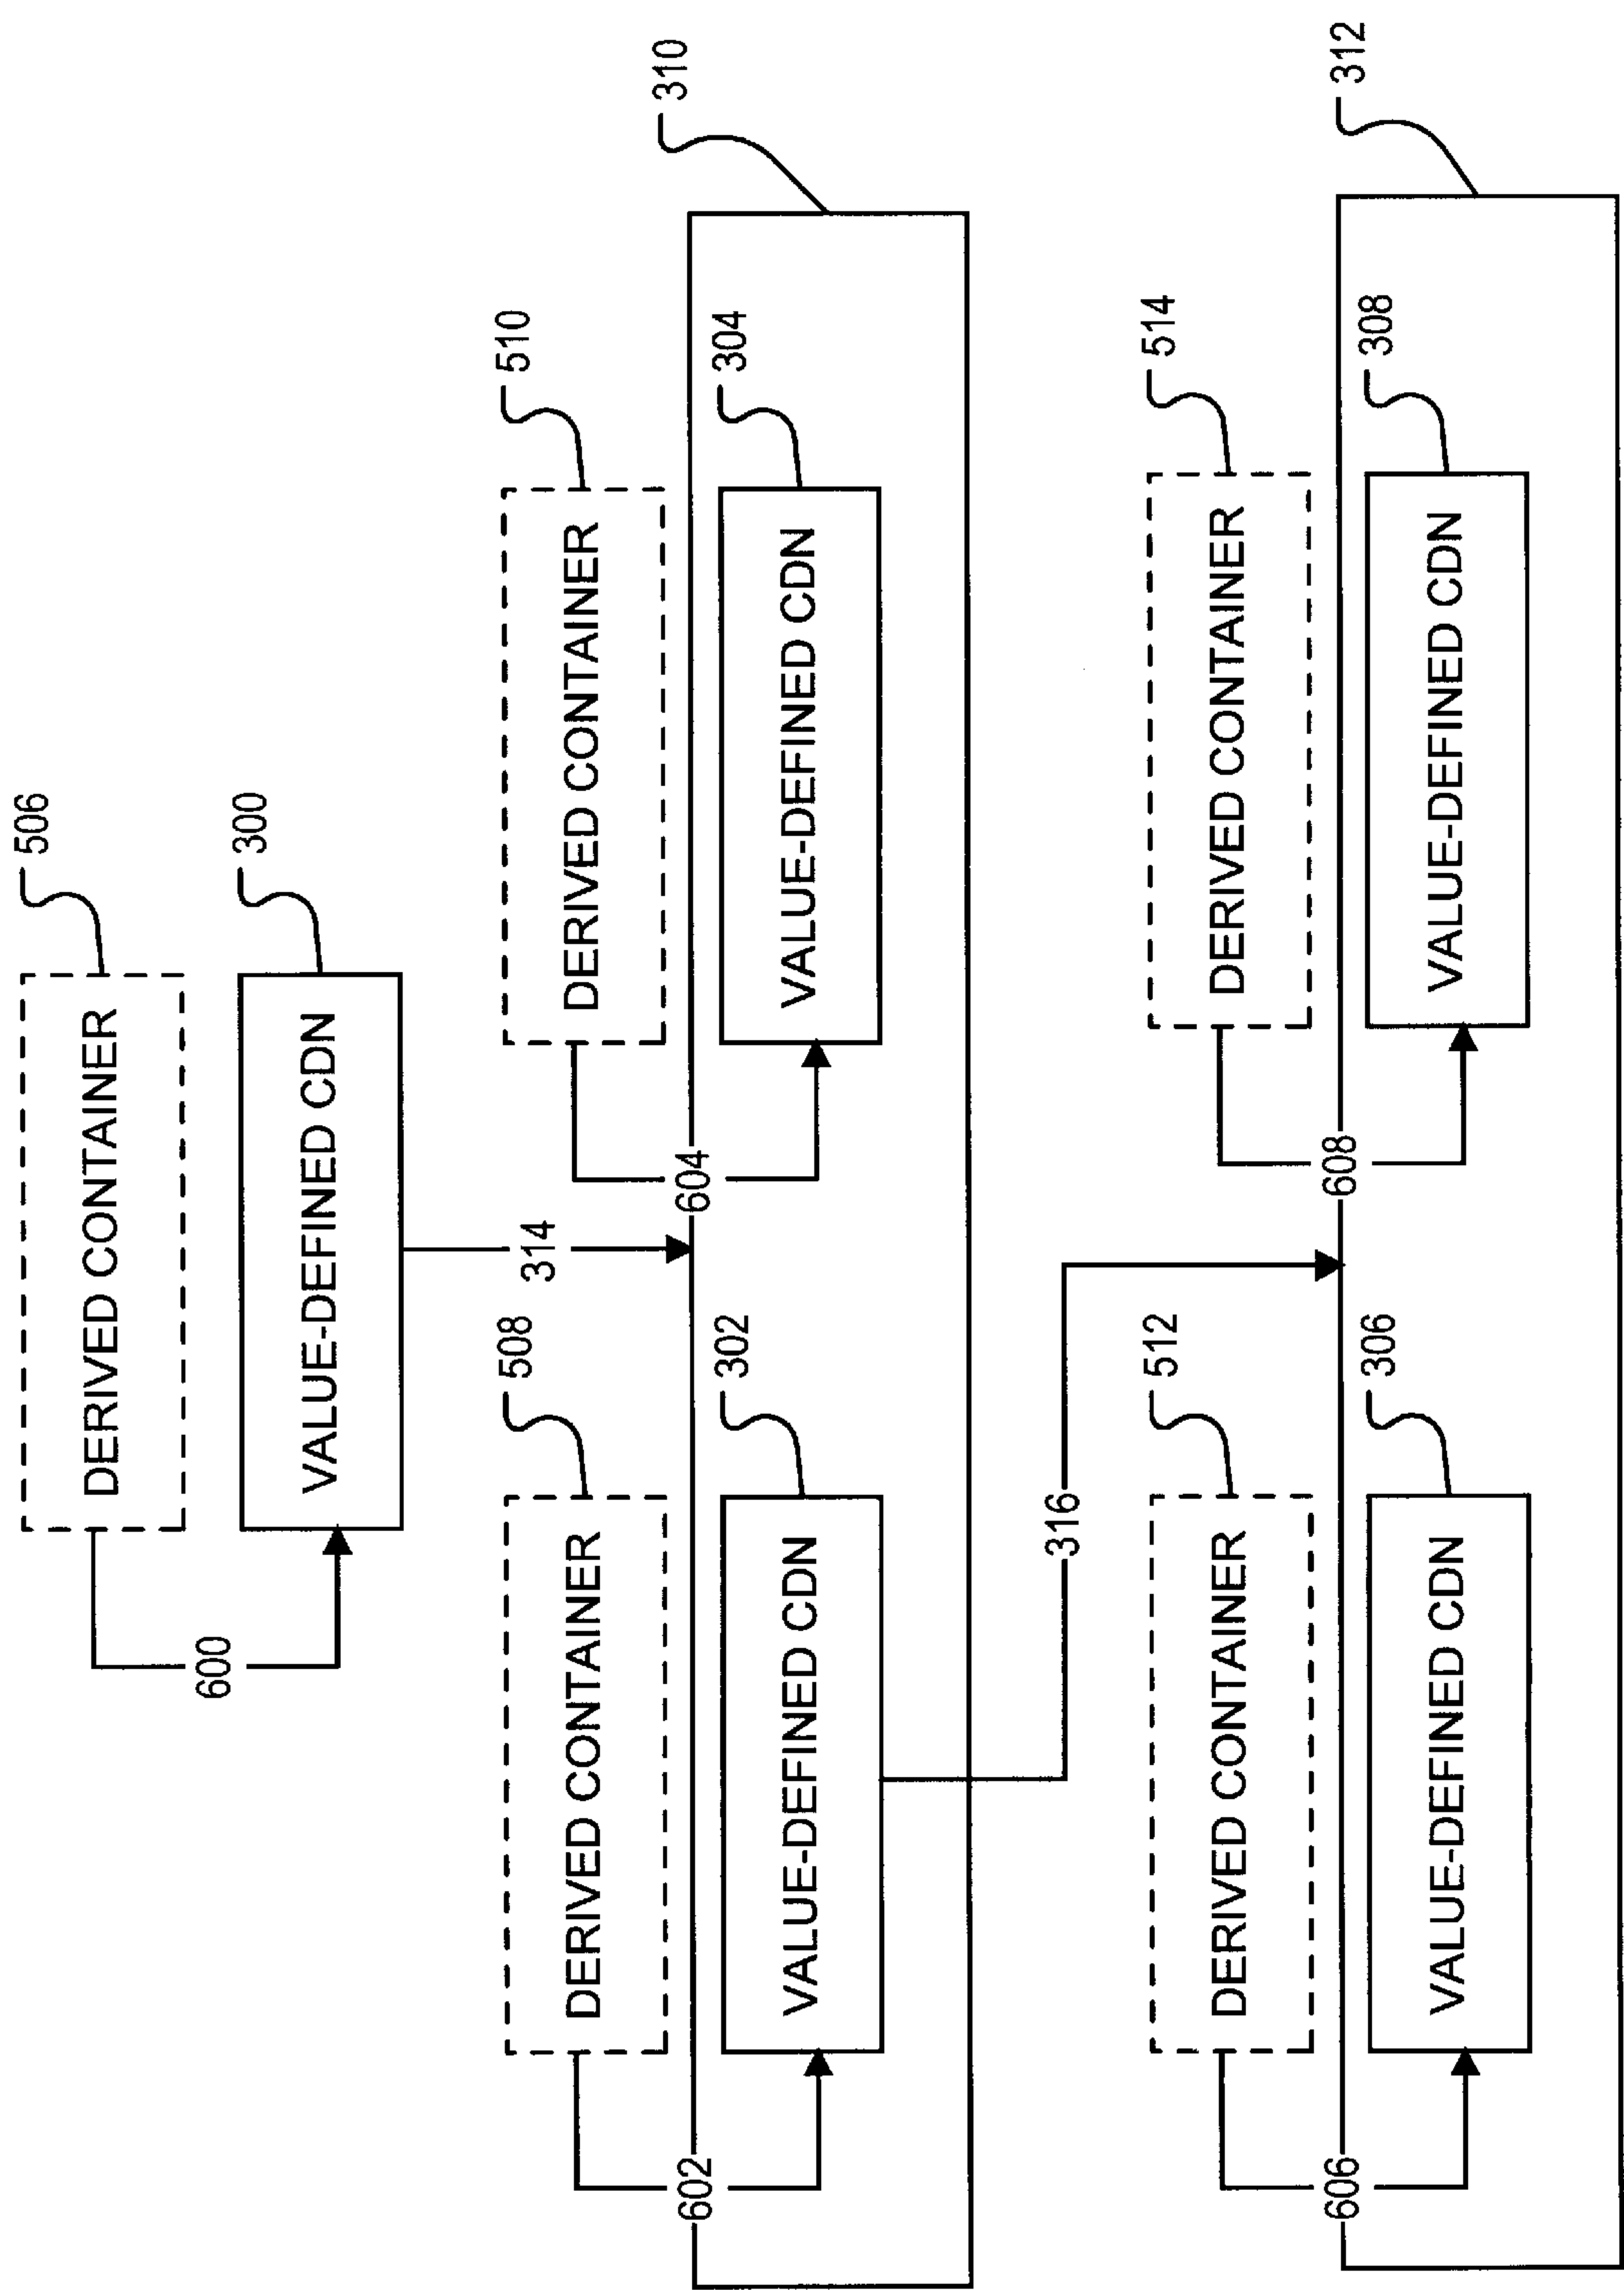 DERIVED CONTAINER
506
600
VALUE-DEFINED CDN
300
314
DERIVED CONTAINER
508
DERIVED CONTAINER
510
310
602
604
VALUE-DEFINED CDN
302
VALUE-DEFINED CDN
304
316
DERIVED CONTAINER
512
DERIVED CONTAINER
514
312
606
608
VALUE-DEFINED CDN
306
VALUE-DEFINED CDN
308